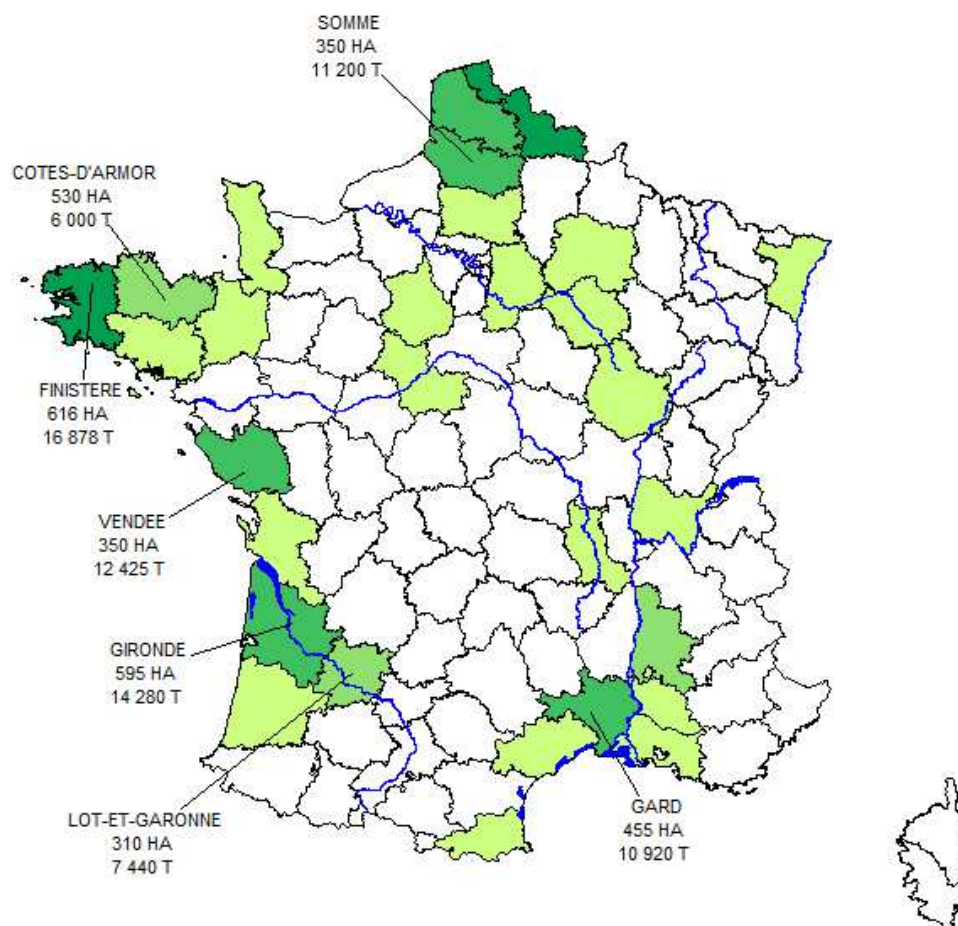 SOMME
350 HA
11 200 T
COTES-D'ARMOR
530 HA
6 000 T
FINISTERE
616 HA
16 878 T
VENDEE
350 HA
12 425 T
GIRONDE
595 HA
14 280 T
LOT-ET-GARONNE
310 HA
7 440 T
GARD
455 HA
10 920 T